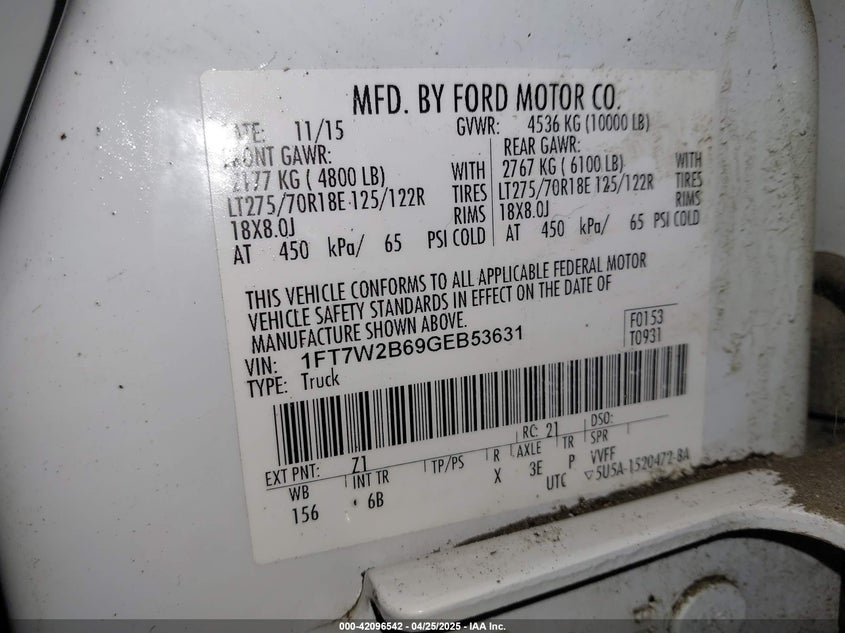 MFD. BY FORD MOTOR CO.
DATE: 11/15 GVWR: 4536 KG (10000 LB)
FRONT GAWR: REAR GAWR:
2177 KG ( 4800 LB) WITH 2767 KG ( 6100 LB) WITH
LT275/70R18E 125/122R TIRES LT275/70R18E 125/122R TIRES
18X8.0J RIMS 18X8.0J RIMS
AT 450 kPa/ 65 PSI COLD AT 450 kPa/ 65 PSI COLD
THIS VEHICLE CONFORMS TO ALL APPLICABLE FEDERAL MOTOR
VEHICLE SAFETY STANDARDS IN EFFECT ON THE DATE OF
MANUFACTURE SHOWN ABOVE.
VIN: 1FT7W2B69GEB53631 F0153
TYPE: Truck T0931
EXT PNT: Z1 RC: 21 DSO:
WB INT TR TP/PS R AXLE TR SPR
156 6B X 3E P VVFF
UTC ▽5U5A-1520472-BA
000-42096542 / 04/25/2025 — IAA Inc.